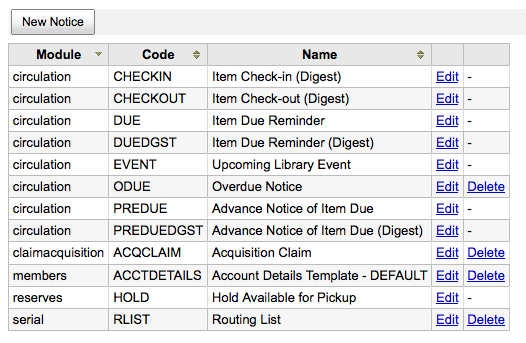 New Notice
Module Code Name
circulation CHECKIN Item Check-in (Digest) Edit -
circulation CHECKOUT Item Check-out (Digest) Edit -
circulation DUE Item Due Reminder Edit -
circulation DUEDGST Item Due Reminder (Digest) Edit -
circulation EVENT Upcoming Library Event Edit -
circulation ODUE Overdue Notice Edit Delete
circulation PREDUE Advance Notice of Item Due Edit -
circulation PREDUEDGST Advance Notice of Item Due (Digest) Edit -
claimacquisition ACQCLAIM Acquisition Claim Edit Delete
members ACCTDETAILS Account Details Template - DEFAULT Edit Delete
reserves HOLD Hold Available for Pickup Edit -
serial RLIST Routing List Edit Delete